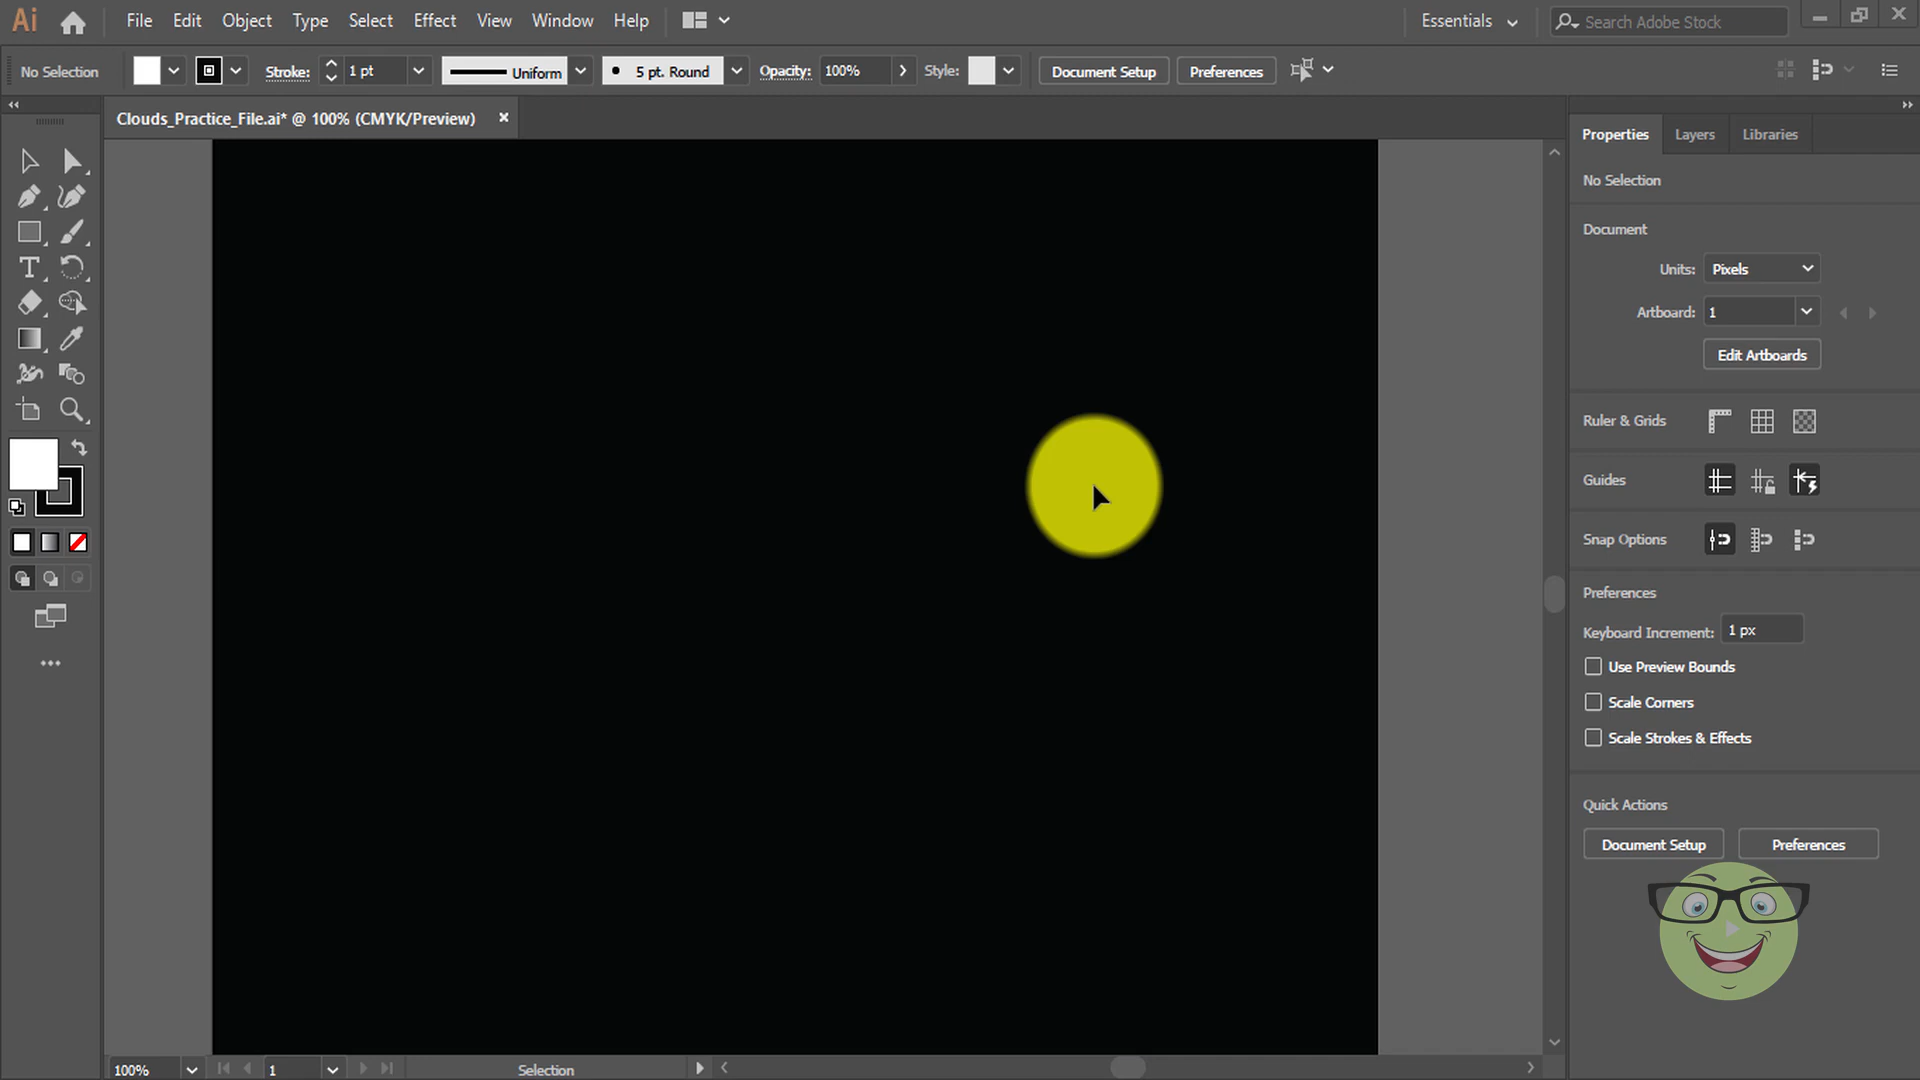 Ai File Edit Object Type Select Effect View Window Help Essentials Search Adobe Stock
No Selection Stroke: 1 pt Uniform 5 pt. Round Opacity: 100% Style: Document Setup Preferences
Clouds_Practice_File.ai* @ 100% (CMYK/Preview)
Properties Layers Libraries
No Selection
Document
Units: Pixels
Artboard: 1
Edit Artboards
Ruler & Grids
Guides
Snap Options
Preferences
Keyboard Increment: 1 px
Use Preview Bounds
Scale Corners
Scale Strokes & Effects
Quick Actions
Document Setup Preferences
T
100% 1 Selection